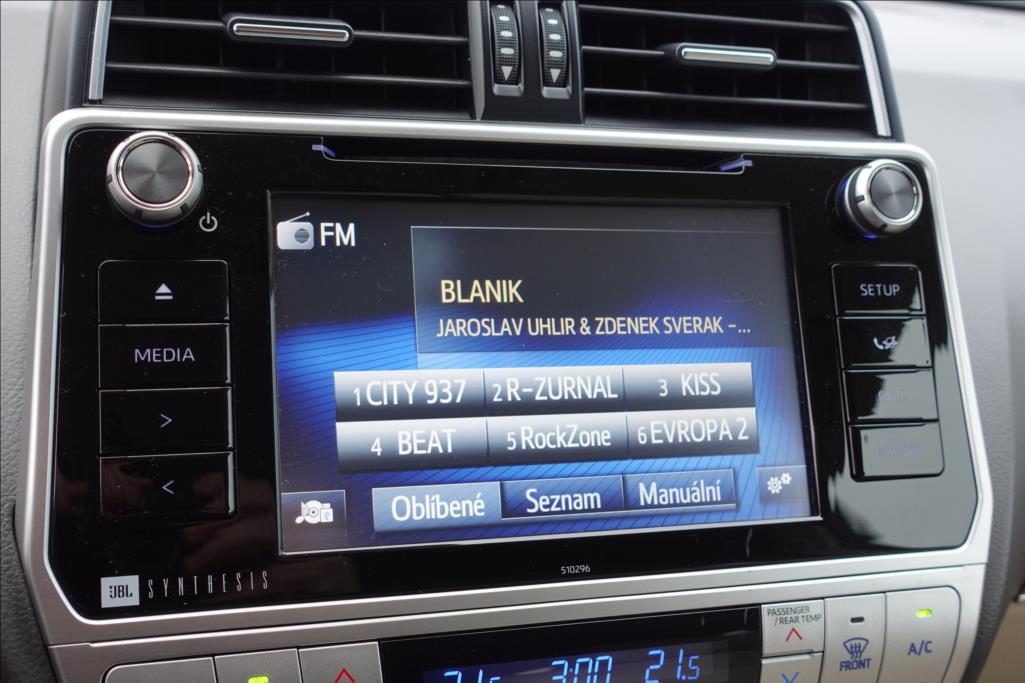 FM
BLANIK
JAROSLAV UHLIR & ZDENEK SVERAK –...
1 CITY 937 2 R-ZURNAL 3 KISS
4 BEAT 5 RockZone 6 EVROPA 2
Oblíbené Seznam Manuální
MEDIA
>
<
SETUP
JBL SYNTHESIS
510296
PASSENGER
/ REAR TEMP
FRONT
A/C
3:00 21.5